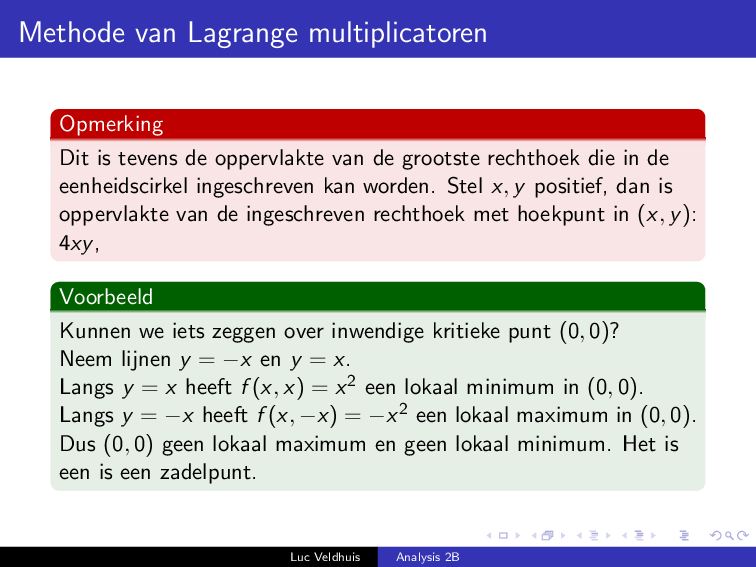 Methode van Lagrange multiplicatoren
Opmerking
Dit is tevens de oppervlakte van de grootste rechthoek die in de
eenheidscirkel ingeschreven kan worden. Stel x, y positief, dan is
oppervlakte van de ingeschreven rechthoek met hoekpunt in (x, y):
4xy,
Voorbeeld
Kunnen we iets zeggen over inwendige kritieke punt (0, 0)?
Neem lijnen y = −x en y = x.
Langs y = x heeft f(x, x) = x² een lokaal minimum in (0, 0).
Langs y = −x heeft f(x, −x) = −x² een lokaal maximum in (0, 0).
Dus (0, 0) geen lokaal maximum en geen lokaal minimum. Het is
een is een zadelpunt.
Luc Veldhuis
Analysis 2B